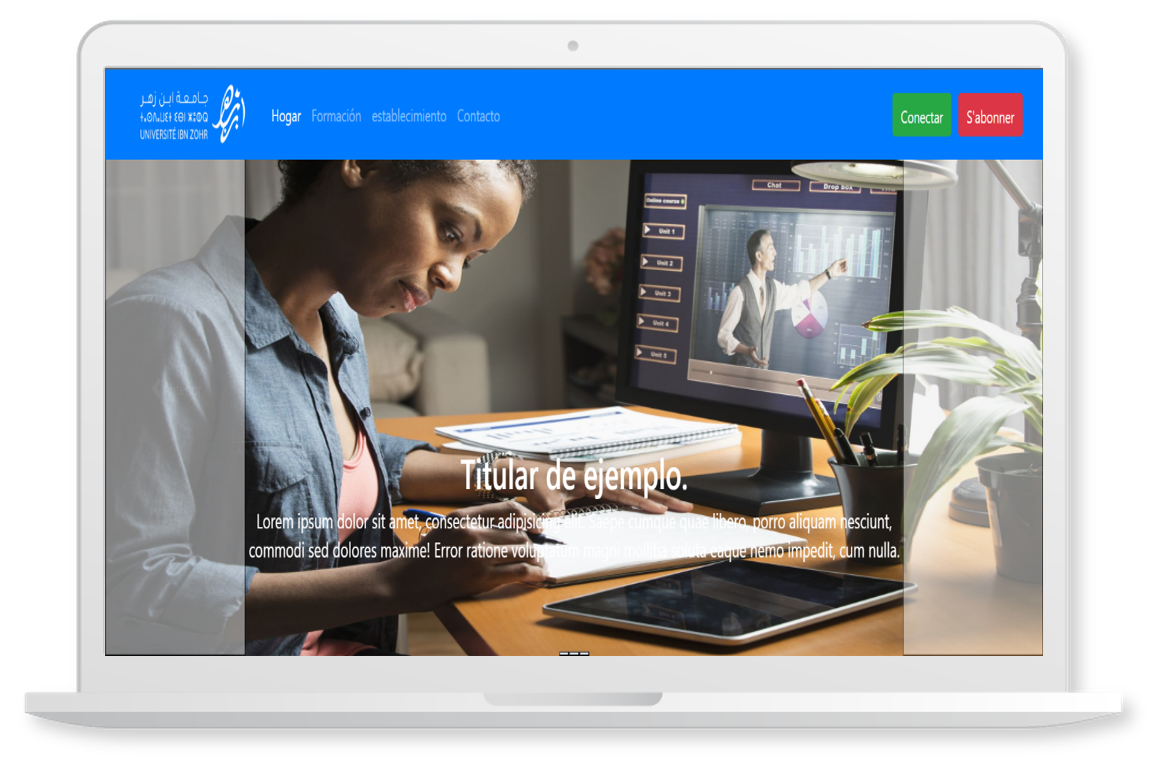 جامعة ابن زهر
ⵜⴰⵙⴷⴰⵡⵉⵜ ⵉⴱⵏ ⵣⵓⵀⵔ
UNIVERSITÉ IBN ZOHR
Hogar Formación establecimiento Contacto
Conectar S'abonner
Chat Drop Box
Online course
Unit 1
Unit 2
Unit 3
Unit 4
Unit 5
Titular de ejemplo.
Lorem ipsum dolor sit amet, consectetur adipisicing elit. Saepe cumque quae libero, porro aliquam nesciunt,
commodi sed dolores maxime! Error ratione voluptatum magni mollitia soluta eaque nemo impedit, cum nulla.